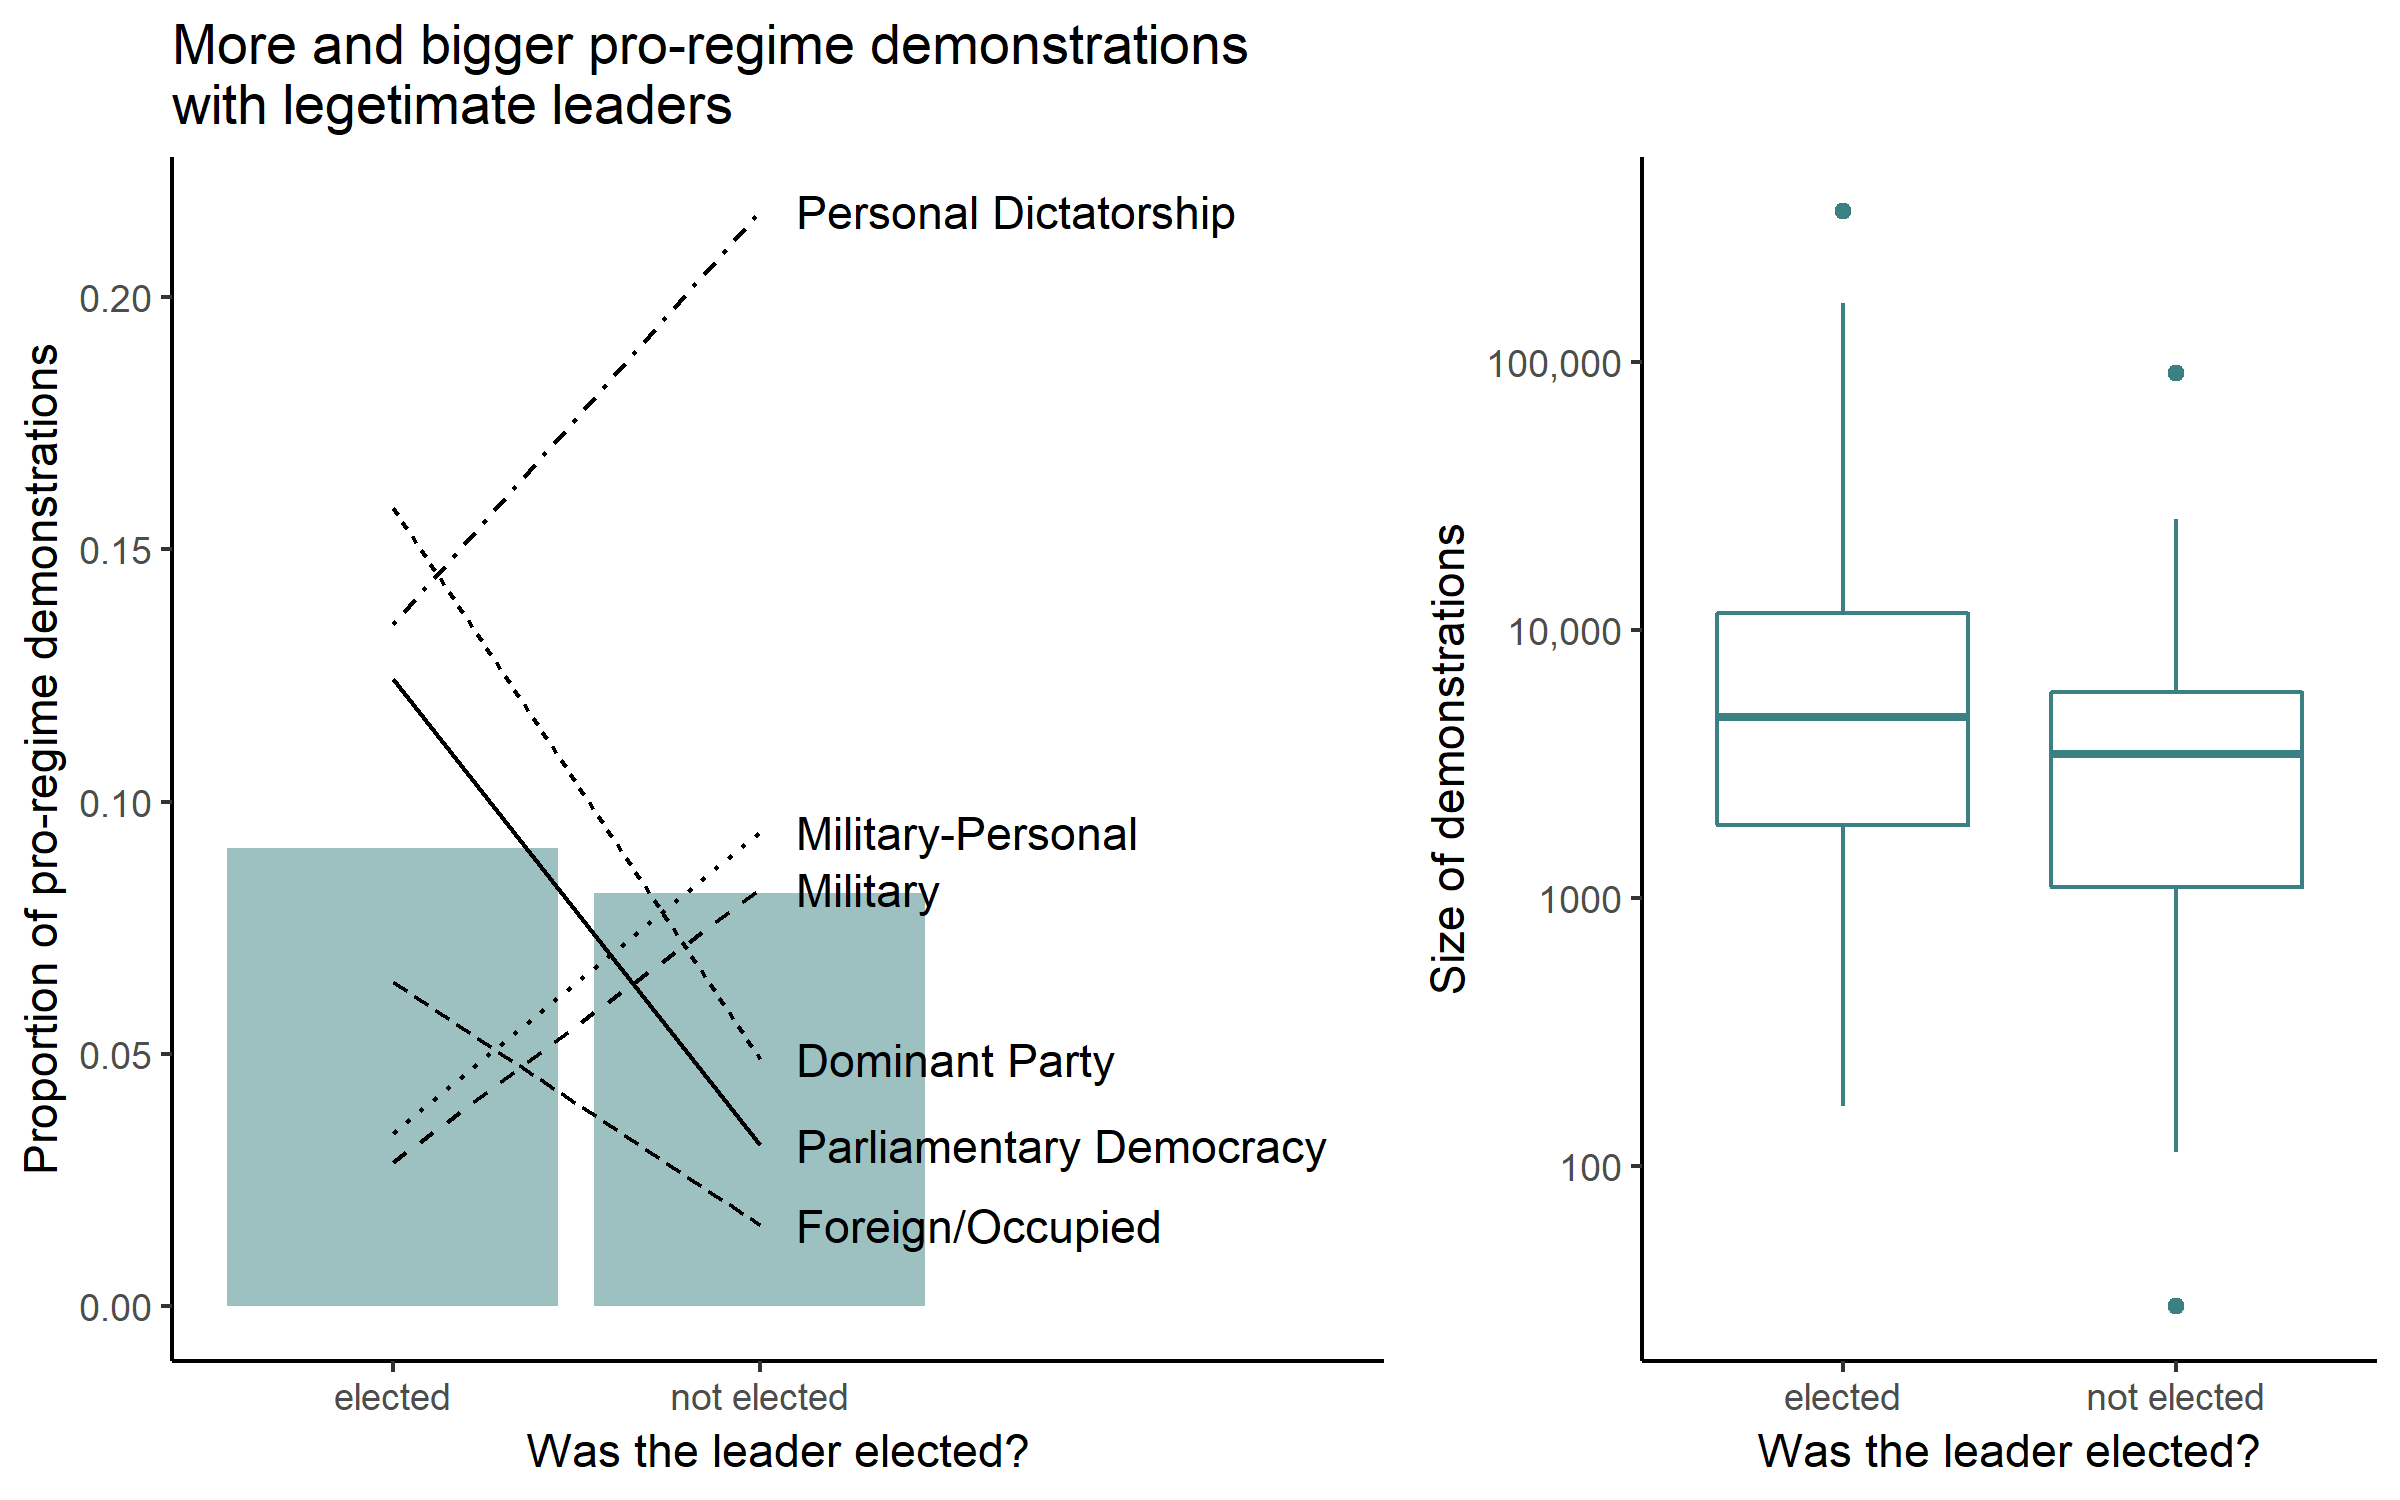 More and bigger pro-regime demonstrations
with legetimate leaders
Proportion of pro-regime demonstrations
0.20
0.15
0.10
0.05
0.00
Personal Dictatorship
Military-Personal
Military
Dominant Party
Parliamentary Democracy
Foreign/Occupied
elected
not elected
Was the leader elected?
Size of demonstrations
100,000
10,000
1000
100
elected
not elected
Was the leader elected?